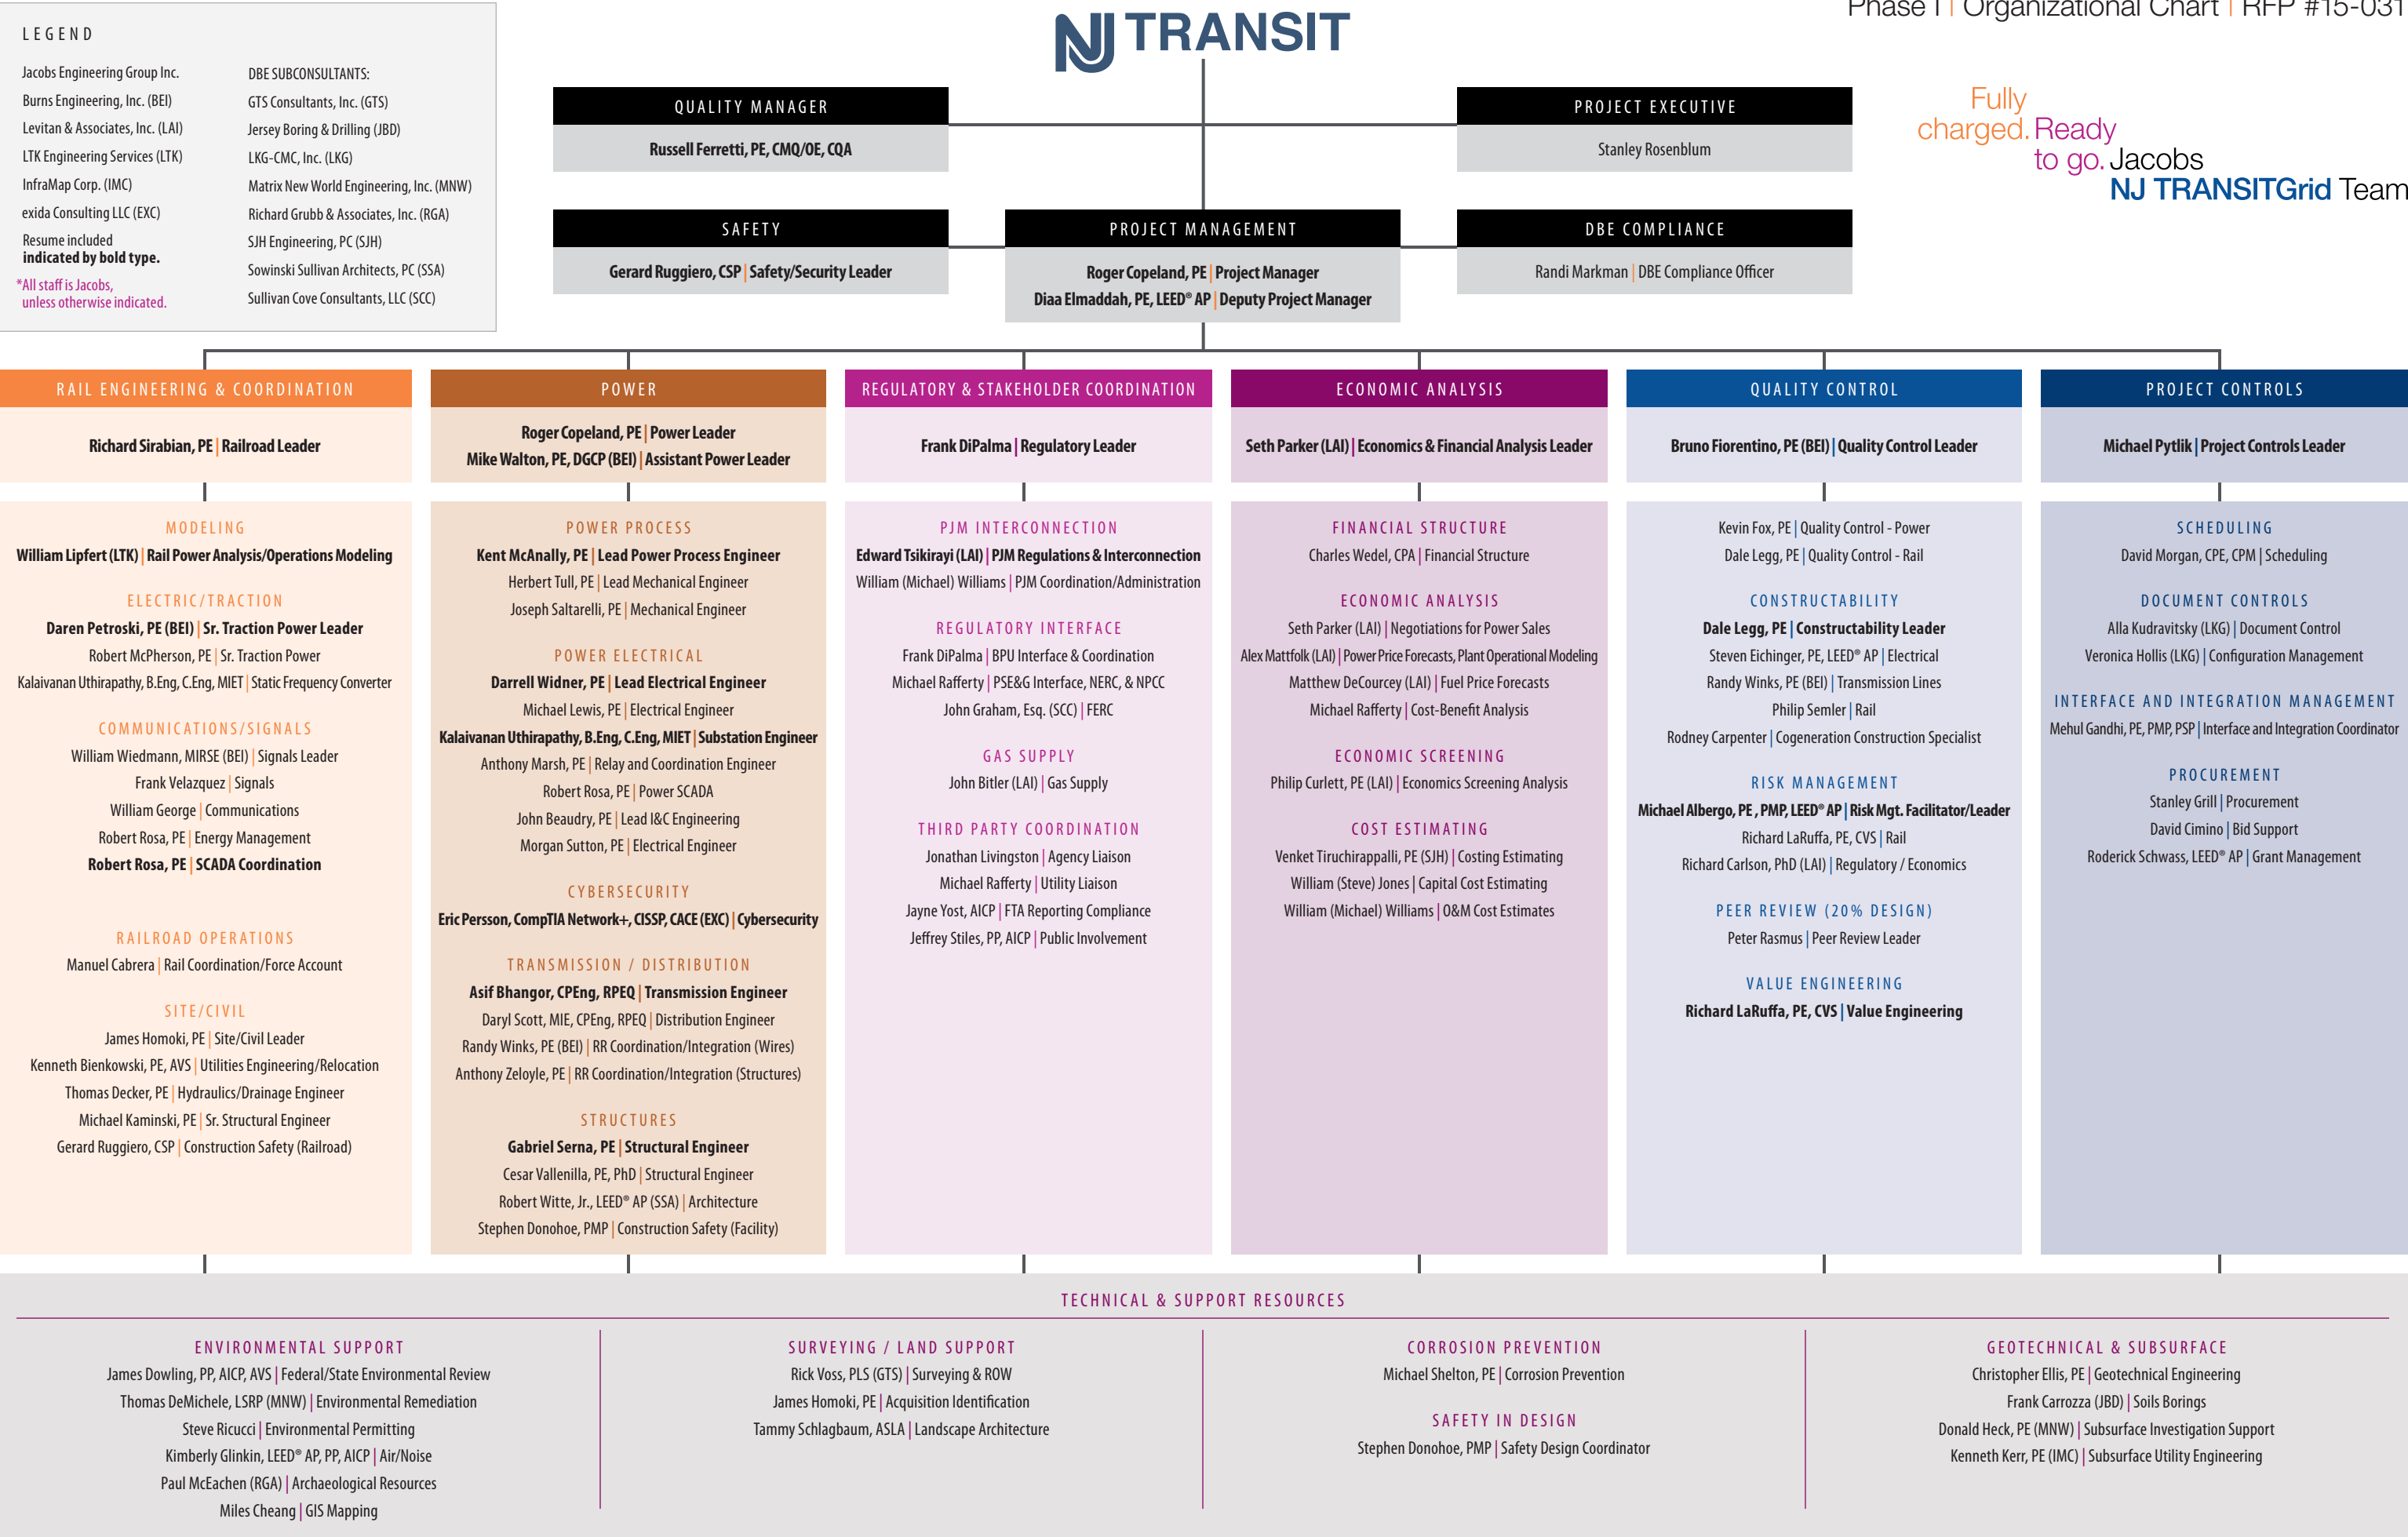 Phase I | Organizational Chart | RFP #15-031
LEGEND
Jacobs Engineering Group Inc.
Burns Engineering, Inc. (BEI)
Levitan & Associates, Inc. (LAI)
LTK Engineering Services (LTK)
InfraMap Corp. (IMC)
exida Consulting LLC (EXC)
Resume included
indicated by bold type.
*All staff is Jacobs,
unless otherwise indicated.
DBE SUBCONSULTANTS:
GTS Consultants, Inc. (GTS)
Jersey Boring & Drilling (JBD)
LKG-CMC, Inc. (LKG)
Matrix New World Engineering, Inc. (MNW)
Richard Grubb & Associates, Inc. (RGA)
SJH Engineering, PC (SJH)
Sowinski Sullivan Architects, PC (SSA)
Sullivan Cove Consultants, LLC (SCC)
NJ TRANSIT
Fully
charged. Ready
to go. Jacobs
NJ TRANSITGrid Team
QUALITY MANAGER
Russell Ferretti, PE, CMQ/OE, CQA
PROJECT EXECUTIVE
Stanley Rosenblum
SAFETY
Gerard Ruggiero, CSP | Safety/Security Leader
PROJECT MANAGEMENT
Roger Copeland, PE | Project Manager
Diaa Elmaddah, PE, LEED® AP | Deputy Project Manager
DBE COMPLIANCE
Randi Markman | DBE Compliance Officer
RAIL ENGINEERING & COORDINATION
Richard Sirabian, PE | Railroad Leader
MODELING
William Lipfert (LTK) | Rail Power Analysis/Operations Modeling
ELECTRIC/TRACTION
Daren Petroski, PE (BEI) | Sr. Traction Power Leader
Robert McPherson, PE | Sr. Traction Power
Kalaivanan Uthirapathy, B.Eng, C.Eng, MIET | Static Frequency Converter
COMMUNICATIONS/SIGNALS
William Wiedmann, MIRSE (BEI) | Signals Leader
Frank Velazquez | Signals
William George | Communications
Robert Rosa, PE | Energy Management
Robert Rosa, PE | SCADA Coordination
RAILROAD OPERATIONS
Manuel Cabrera | Rail Coordination/Force Account
SITE/CIVIL
James Homoki, PE | Site/Civil Leader
Kenneth Bienkowski, PE, AVS | Utilities Engineering/Relocation
Thomas Decker, PE | Hydraulics/Drainage Engineer
Michael Kaminski, PE | Sr. Structural Engineer
Gerard Ruggiero, CSP | Construction Safety (Railroad)
POWER
Roger Copeland, PE | Power Leader
Mike Walton, PE, DGCP (BEI) | Assistant Power Leader
POWER PROCESS
Kent McAnally, PE | Lead Power Process Engineer
Herbert Tull, PE | Lead Mechanical Engineer
Joseph Saltarelli, PE | Mechanical Engineer
POWER ELECTRICAL
Darrell Widner, PE | Lead Electrical Engineer
Michael Lewis, PE | Electrical Engineer
Kalaivanan Uthirapathy, B.Eng, C.Eng, MIET | Substation Engineer
Anthony Marsh, PE | Relay and Coordination Engineer
Robert Rosa, PE | Power SCADA
John Beaudry, PE | Lead I&C Engineering
Morgan Sutton, PE | Electrical Engineer
CYBERSECURITY
Eric Persson, CompTIA Network+, CISSP, CACE (EXC) | Cybersecurity
TRANSMISSION / DISTRIBUTION
Asif Bhangor, CPEng, RPEQ | Transmission Engineer
Daryl Scott, MIE, CPEng, RPEQ | Distribution Engineer
Randy Winks, PE (BEI) | RR Coordination/Integration (Wires)
Anthony Zeloyle, PE | RR Coordination/Integration (Structures)
STRUCTURES
Gabriel Serna, PE | Structural Engineer
Cesar Vallenilla, PE, PhD | Structural Engineer
Robert Witte, Jr., LEED® AP (SSA) | Architecture
Stephen Donohoe, PMP | Construction Safety (Facility)
REGULATORY & STAKEHOLDER COORDINATION
Frank DiPalma | Regulatory Leader
PJM INTERCONNECTION
Edward Tsikirayi (LAI) | PJM Regulations & Interconnection
William (Michael) Williams | PJM Coordination/Administration
REGULATORY INTERFACE
Frank DiPalma | BPU Interface & Coordination
Michael Rafferty | PSE&G Interface, NERC, & NPCC
John Graham, Esq. (SCC) | FERC
GAS SUPPLY
John Bitler (LAI) | Gas Supply
THIRD PARTY COORDINATION
Jonathan Livingston | Agency Liaison
Michael Rafferty | Utility Liaison
Jayne Yost, AICP | FTA Reporting Compliance
Jeffrey Stiles, PP, AICP | Public Involvement
ECONOMIC ANALYSIS
Seth Parker (LAI) | Economics & Financial Analysis Leader
FINANCIAL STRUCTURE
Charles Wedel, CPA | Financial Structure
ECONOMIC ANALYSIS
Seth Parker (LAI) | Negotiations for Power Sales
Alex Mattfolk (LAI) | Power Price Forecasts, Plant Operational Modeling
Matthew DeCourcey (LAI) | Fuel Price Forecasts
Michael Rafferty | Cost-Benefit Analysis
ECONOMIC SCREENING
Philip Curlett, PE (LAI) | Economics Screening Analysis
COST ESTIMATING
Venket Tiruchirappalli, PE (SJH) | Costing Estimating
William (Steve) Jones | Capital Cost Estimating
William (Michael) Williams | O&M Cost Estimates
QUALITY CONTROL
Bruno Fiorentino, PE (BEI) | Quality Control Leader
Kevin Fox, PE | Quality Control - Power
Dale Legg, PE | Quality Control - Rail
CONSTRUCTABILITY
Dale Legg, PE | Constructability Leader
Steven Eichinger, PE, LEED® AP | Electrical
Randy Winks, PE (BEI) | Transmission Lines
Philip Semler | Rail
Rodney Carpenter | Cogeneration Construction Specialist
RISK MANAGEMENT
Michael Albergo, PE , PMP, LEED® AP | Risk Mgt. Facilitator/Leader
Richard LaRuffa, PE, CVS | Rail
Richard Carlson, PhD (LAI) | Regulatory / Economics
PEER REVIEW (20% DESIGN)
Peter Rasmus | Peer Review Leader
VALUE ENGINEERING
Richard LaRuffa, PE, CVS | Value Engineering
PROJECT CONTROLS
Michael Pytlik | Project Controls Leader
SCHEDULING
David Morgan, CPE, CPM | Scheduling
DOCUMENT CONTROLS
Alla Kudravitsky (LKG) | Document Control
Veronica Hollis (LKG) | Configuration Management
INTERFACE AND INTEGRATION MANAGEMENT
Mehul Gandhi, PE, PMP, PSP | Interface and Integration Coordinator
PROCUREMENT
Stanley Grill | Procurement
David Cimino | Bid Support
Roderick Schwass, LEED® AP | Grant Management
TECHNICAL & SUPPORT RESOURCES
ENVIRONMENTAL SUPPORT
James Dowling, PP, AICP, AVS | Federal/State Environmental Review
Thomas DeMichele, LSRP (MNW) | Environmental Remediation
Steve Ricucci | Environmental Permitting
Kimberly Glinkin, LEED® AP, PP, AICP | Air/Noise
Paul McEachen (RGA) | Archaeological Resources
Miles Cheang | GIS Mapping
SURVEYING / LAND SUPPORT
Rick Voss, PLS (GTS) | Surveying & ROW
James Homoki, PE | Acquisition Identification
Tammy Schlagbaum, ASLA | Landscape Architecture
CORROSION PREVENTION
Michael Shelton, PE | Corrosion Prevention
SAFETY IN DESIGN
Stephen Donohoe, PMP | Safety Design Coordinator
GEOTECHNICAL & SUBSURFACE
Christopher Ellis, PE | Geotechnical Engineering
Frank Carrozza (JBD) | Soils Borings
Donald Heck, PE (MNW) | Subsurface Investigation Support
Kenneth Kerr, PE (IMC) | Subsurface Utility Engineering